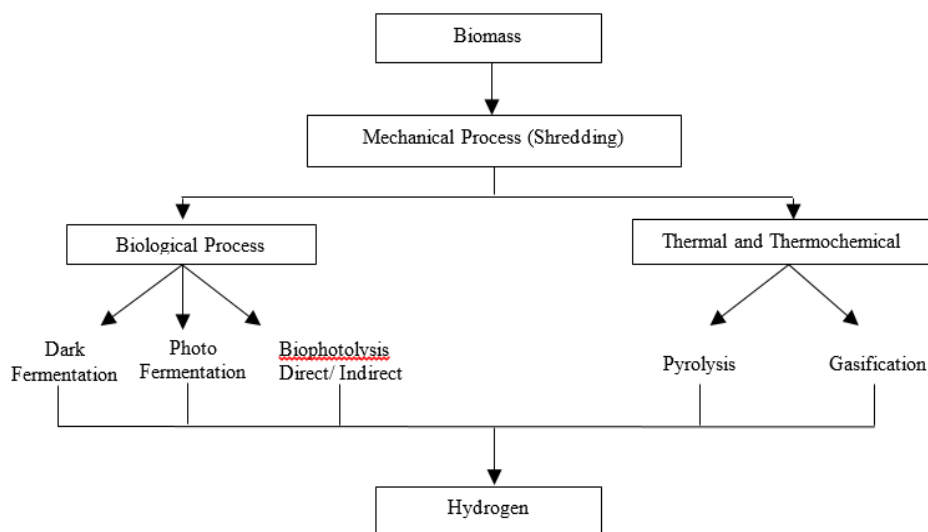 Biomass
Mechanical Process (Shredding)
Biological Process
Thermal and Thermochemical
Dark
Fermentation
Photo
Fermentation
Biophotolysis
Direct/ Indirect
Pyrolysis
Gasification
Hydrogen